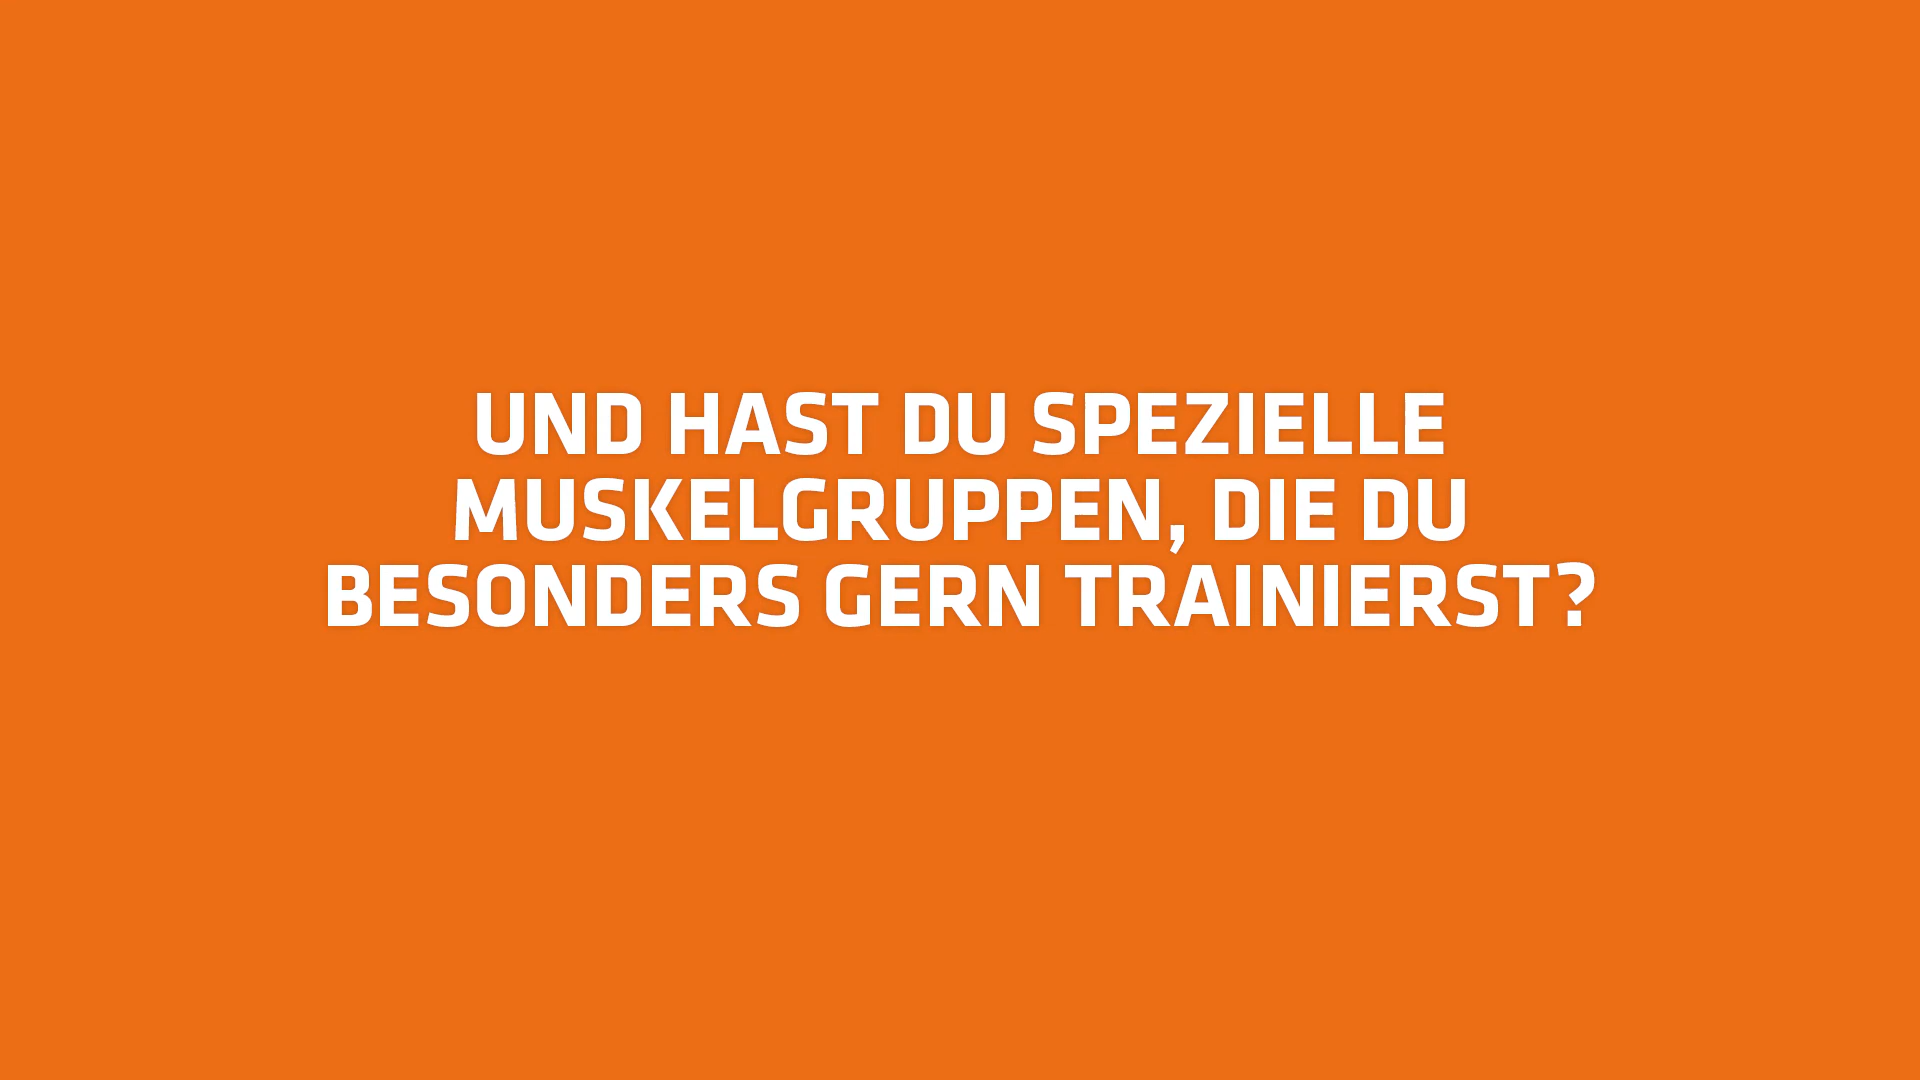 UND HAST DU SPEZIELLE
MUSKELGRUPPEN, DIE DU
BESONDERS GERN TRAINIERST?